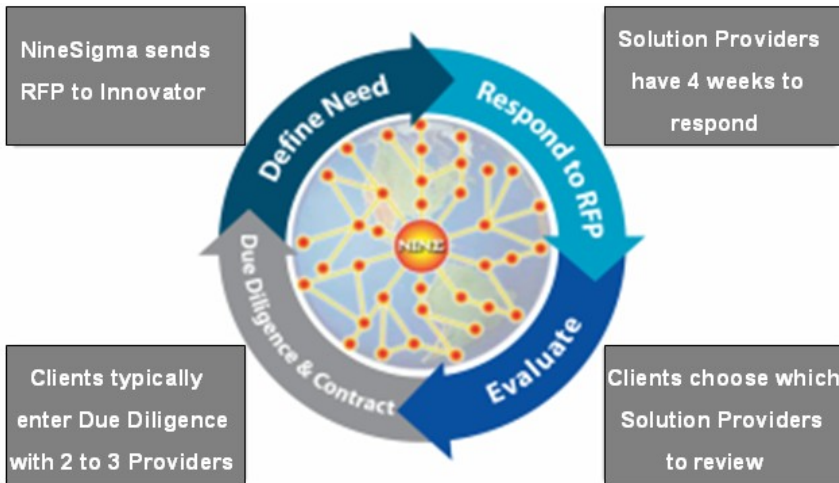 NineSigma sends
RFP to Innovator
Solution Providers
have 4 weeks to
respond
Define Need
Respond to RFP
NINΣ
Due Diligence & Contract
Evaluate
Clients typically
enter Due Diligence
with 2 to 3 Providers
Clients choose which
Solution Providers
to review